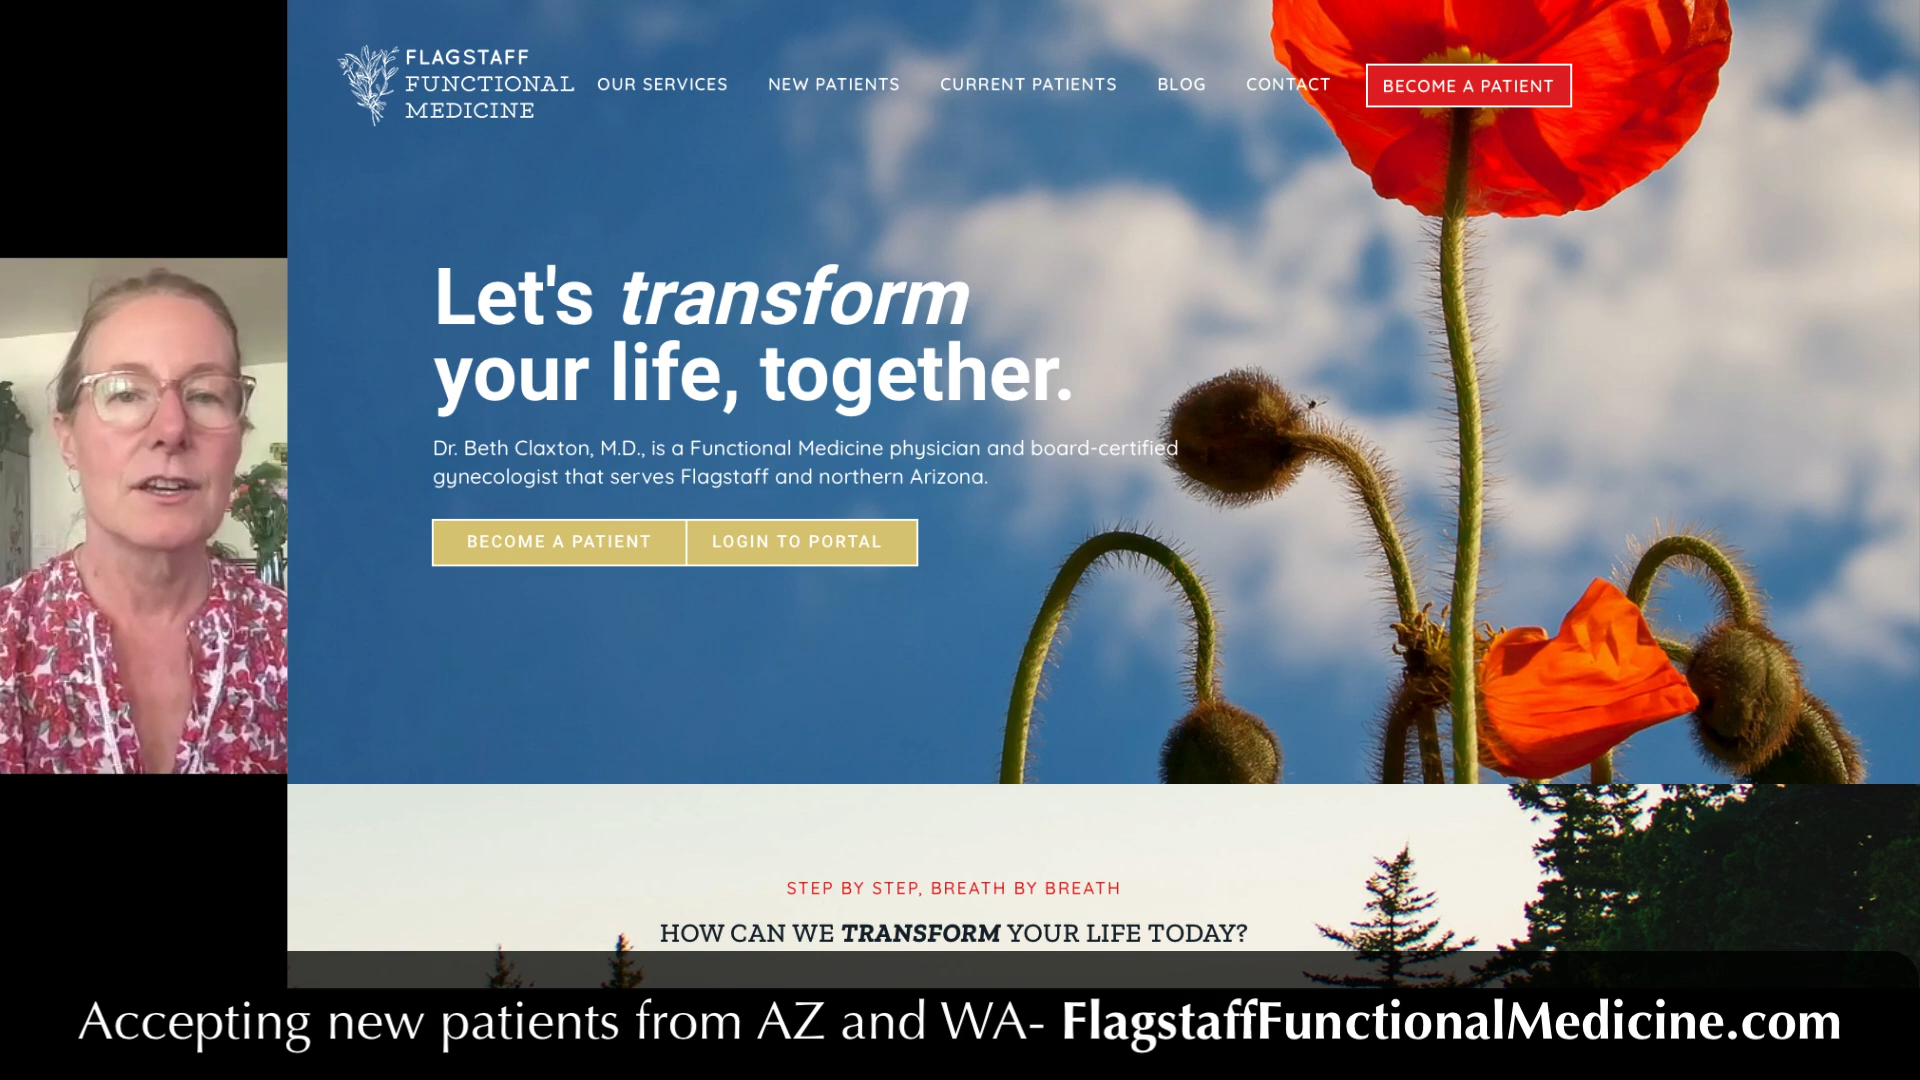 FLAGSTAFF
FUNCTIONAL
MEDICINE
OUR SERVICES NEW PATIENTS CURRENT PATIENTS BLOG CONTACT BECOME A PATIENT
Let's transform
your life, together.
Dr. Beth Claxton, M.D., is a Functional Medicine physician and board-certified
gynecologist that serves Flagstaff and northern Arizona.
BECOME A PATIENT LOGIN TO PORTAL
STEP BY STEP, BREATH BY BREATH
HOW CAN WE TRANSFORM YOUR LIFE TODAY?
Accepting new patients from AZ and WA- FlagstaffFunctionalMedicine.com